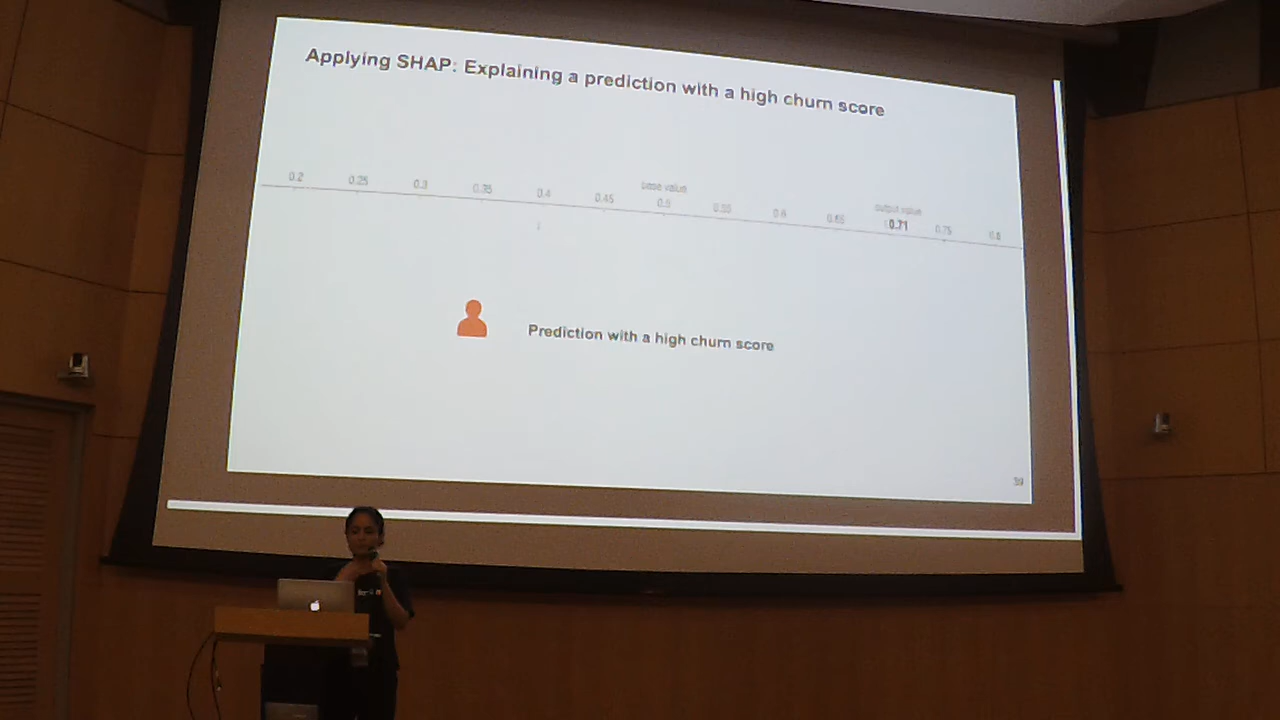 Applying SHAP: Explaining a prediction with a high churn score
base value
output value
0.2 0.25 0.3 0.35 0.4 0.45 0.5 0.55 0.6 0.65 0.71 0.75 0.8
Prediction with a high churn score
39